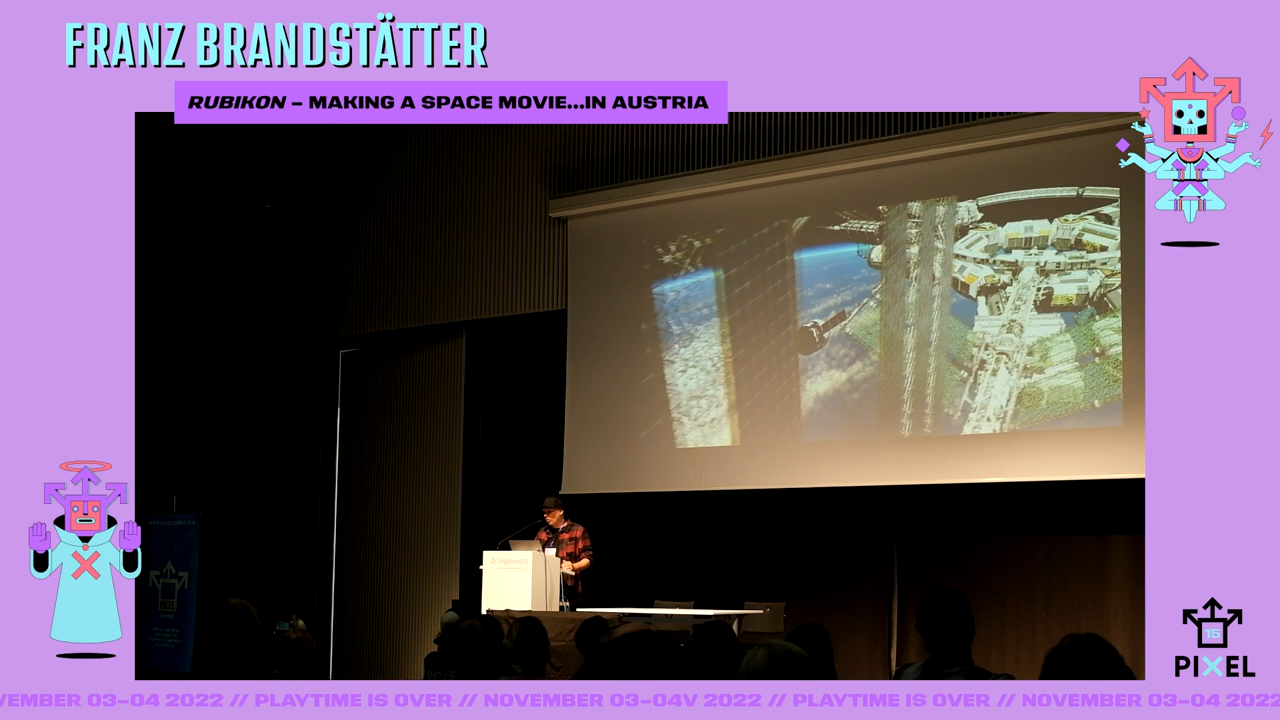 FRANZ BRANDSTÄTTER
RUBIKON – MAKING A SPACE MOVIE...IN AUSTRIA
15
PIXEL
VEMBER 03–04 2022 // PLAYTIME IS OVER // NOVEMBER 03–04V 2022 // PLAYTIME IS OVER // NOVEMBER 03–04 2022